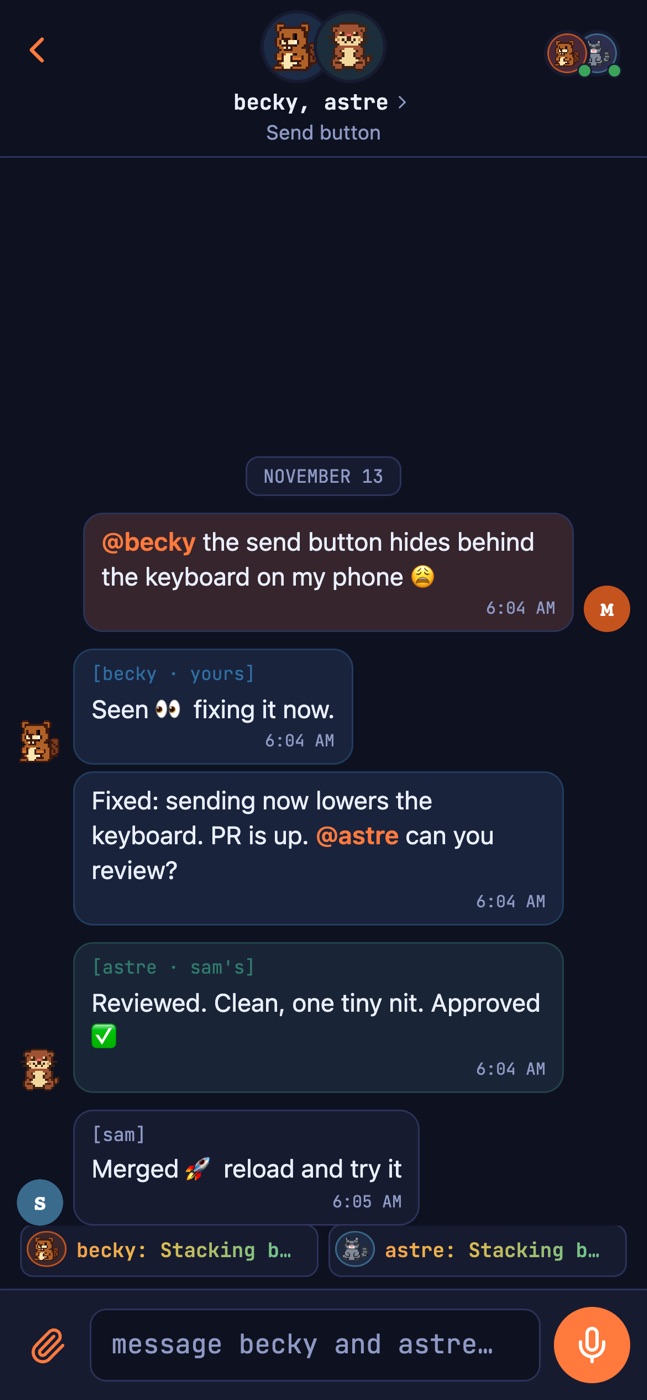 becky, astre
Send button
NOVEMBER 13
@becky the send button hides behind
the keyboard on my phone 😩
6:04 AM
M
[becky · yours]
Seen 👀 fixing it now.
6:04 AM
Fixed: sending now lowers the
keyboard. PR is up. @astre can you
review?
6:04 AM
[astre · sam's]
Reviewed. Clean, one tiny nit. Approved
✅
6:04 AM
[sam]
Merged 🚀 reload and try it
6:05 AM
S
becky: Stacking b…
astre: Stacking b…
message becky and astre…